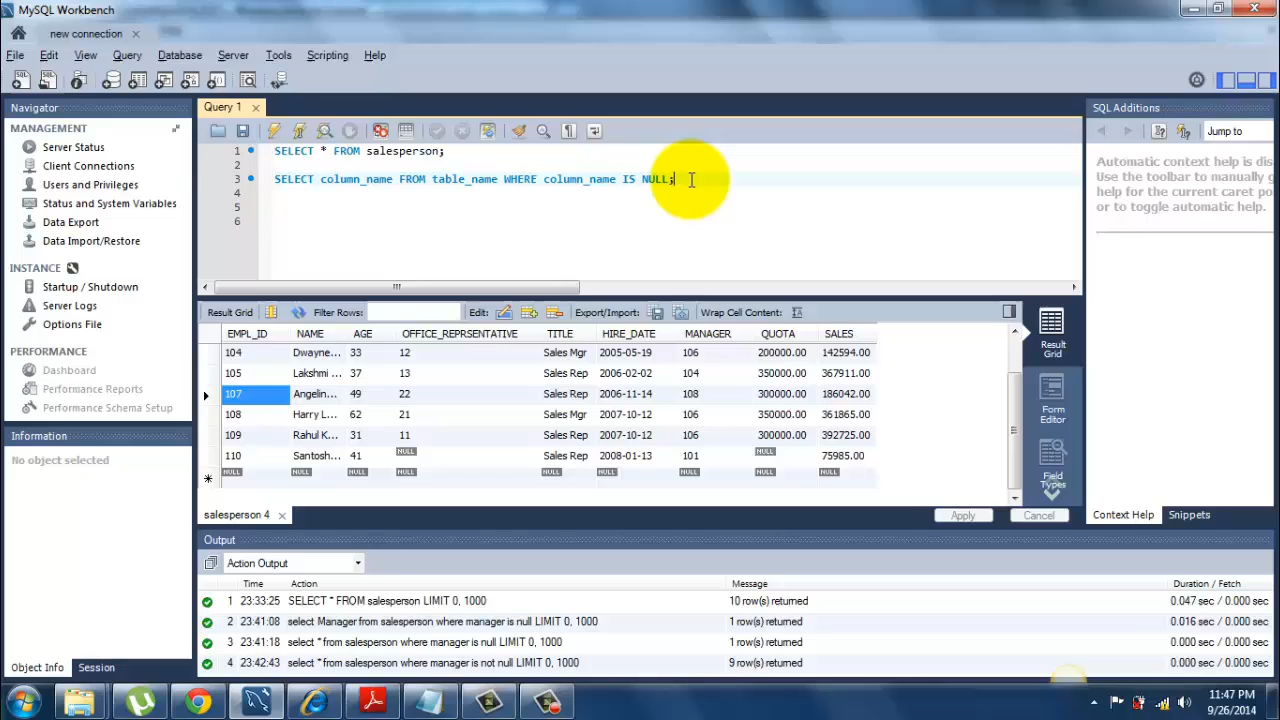 MySQL Workbench
new connection
File Edit View Query Database Server Tools Scripting Help
Navigator
MANAGEMENT
Server Status
Client Connections
Users and Privileges
Status and System Variables
Data Export
Data Import/Restore
INSTANCE
Startup / Shutdown
Server Logs
Options File
PERFORMANCE
Dashboard
Performance Reports
Performance Schema Setup
Information
No object selected
Object Info Session
Query 1
1 SELECT * FROM salesperson;
2
3 SELECT column_name FROM table_name WHERE column_name IS NULL;
4
5
6
Result Grid Filter Rows: Edit: Export/Import: Wrap Cell Content:
EMPL_ID NAME AGE OFFICE_REPRSENTATIVE TITLE HIRE_DATE MANAGER QUOTA SALES
104 Dwayne... 33 12 Sales Mgr 2005-05-19 106 200000.00 142594.00
105 Lakshmi ... 37 13 Sales Rep 2006-02-02 104 350000.00 367911.00
107 Angelin... 49 22 Sales Rep 2006-11-14 108 300000.00 186042.00
108 Harry L... 62 21 Sales Mgr 2007-10-12 106 350000.00 361865.00
109 Rahul K... 31 11 Sales Rep 2007-10-12 106 300000.00 392725.00
110 Santosh... 41 NULL Sales Rep 2008-01-13 101 NULL 75985.00
NULL NULL NULL NULL NULL NULL NULL NULL NULL
Result Grid
Form Editor
Field Types
salesperson 4 Apply Cancel
SQL Additions
Jump to
Automatic context help is dis
Use the toolbar to manually g
help for the current caret po
or to toggle automatic help.
Context Help Snippets
Output
Action Output
Time Action Message Duration / Fetch
1 23:33:25 SELECT * FROM salesperson LIMIT 0, 1000 10 row(s) returned 0.047 sec / 0.000 sec
2 23:41:08 select Manager from salesperson where manager is null LIMIT 0, 1000 1 row(s) returned 0.016 sec / 0.000 sec
3 23:41:18 select * from salesperson where manager is null LIMIT 0, 1000 1 row(s) returned 0.000 sec / 0.000 sec
4 23:42:43 select * from salesperson where manager is not null LIMIT 0, 1000 9 row(s) returned 0.000 sec / 0.000 sec
11:47 PM
9/26/2014